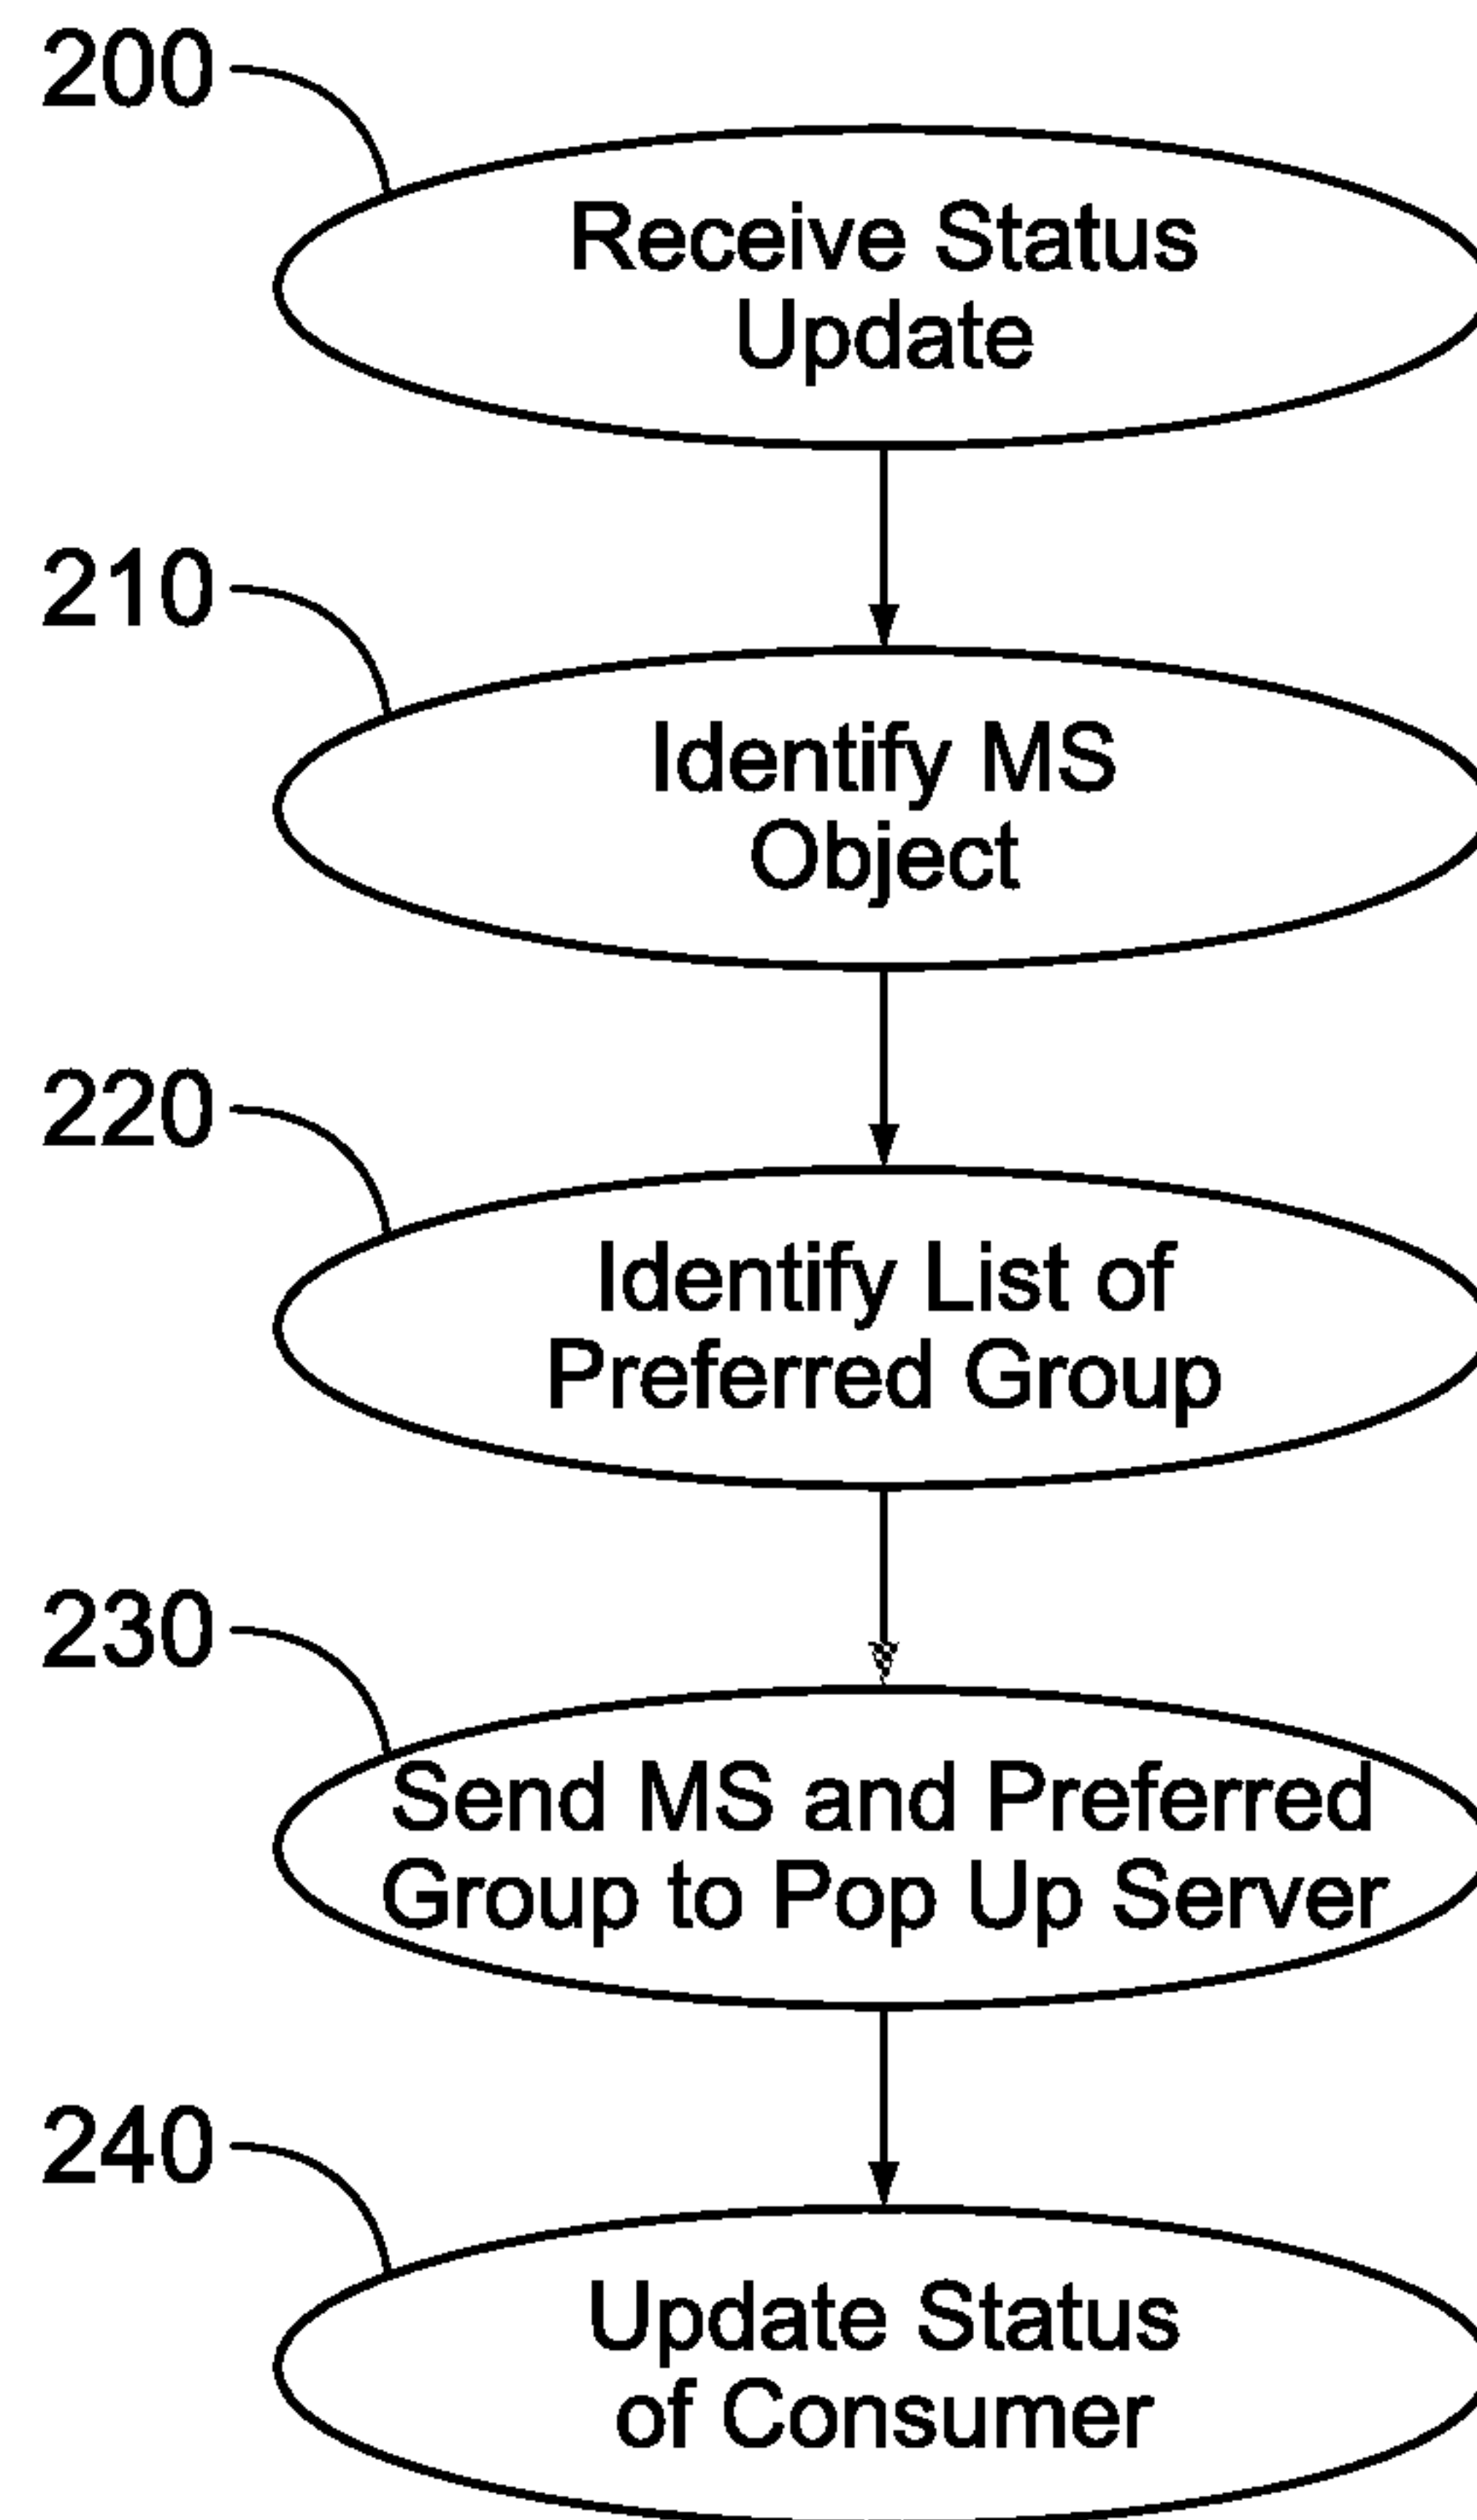 200
Receive Status
Update
210
Identify MS
Object
220
Identify List of
Preferred Group
230
Send MS and Preferred
Group to Pop Up Server
240
Update Status
of Consumer